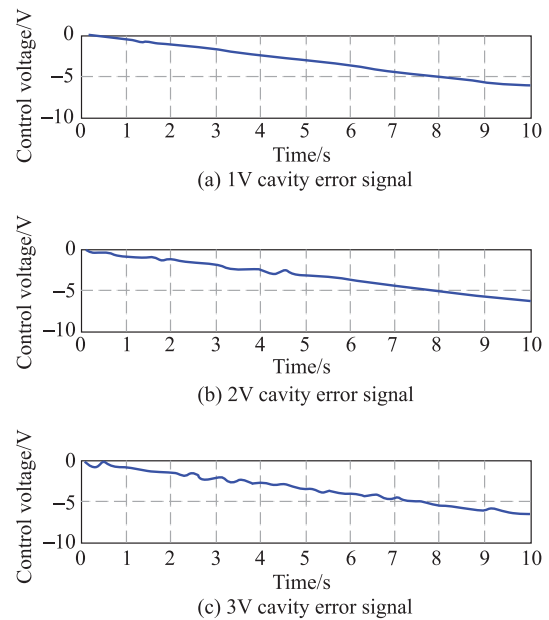 Control voltage/V
0
−5
−10
0 1 2 3 4 5 6 7 8 9 10
Time/s
(a) 1V cavity error signal
Control voltage/V
0
−5
−10
0 1 2 3 4 5 6 7 8 9 10
Time/s
(b) 2V cavity error signal
Control voltage/V
0
−5
−10
0 1 2 3 4 5 6 7 8 9 10
Time/s
(c) 3V cavity error signal